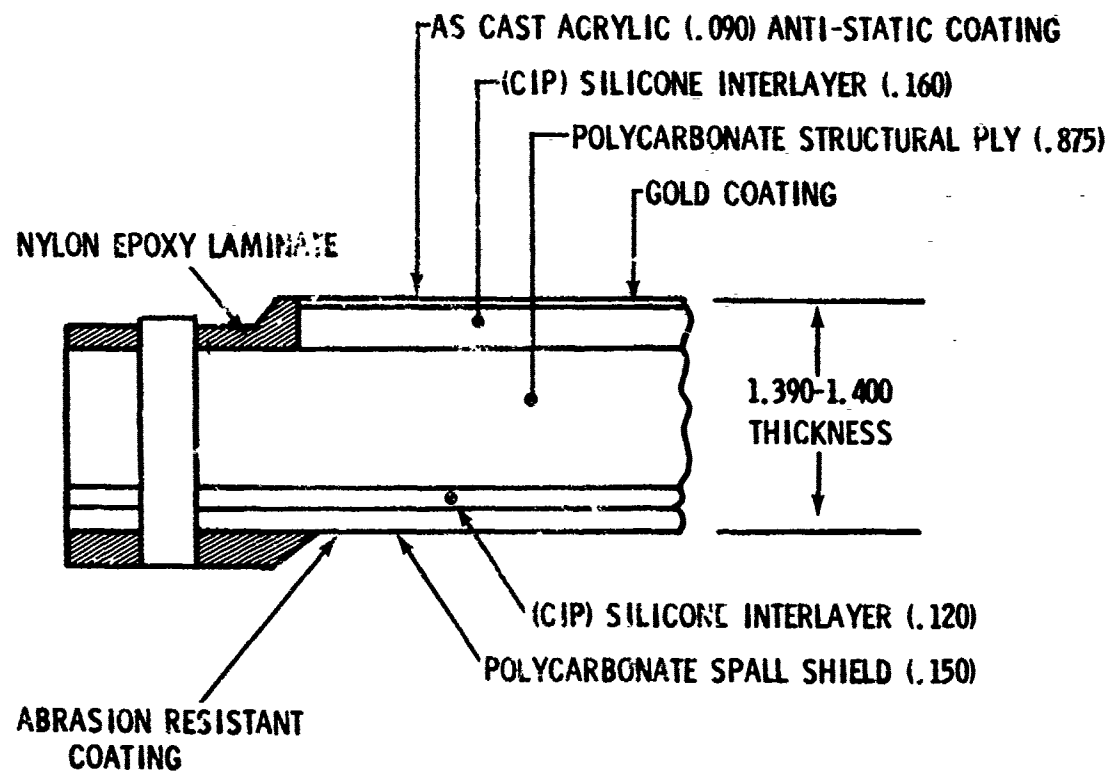 AS CAST ACRYLIC (.090) ANTI-STATIC COATING
(CIP) SILICONE INTERLAYER (.160)
POLYCARBONATE STRUCTURAL PLY (.875)
GOLD COATING
NYLON EPOXY LAMINATE
1.390-1.400
THICKNESS
(CIP) SILICONE INTERLAYER (.120)
POLYCARBONATE SPALL SHIELD (.150)
ABRASION RESISTANT
COATING